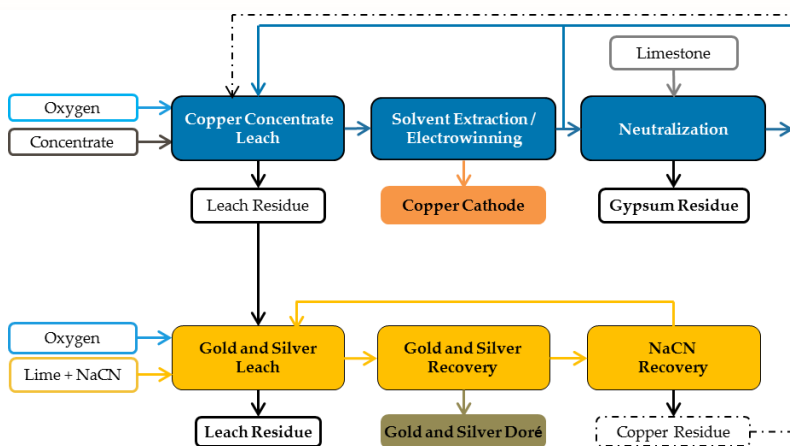 Limestone
Oxygen
Concentrate
Copper Concentrate
Leach
Solvent Extraction /
Electrowinning
Neutralization
Leach Residue
Copper Cathode
Gypsum Residue
Oxygen
Lime + NaCN
Gold and Silver
Leach
Gold and Silver
Recovery
NaCN
Recovery
Leach Residue
Gold and Silver Doré
Copper Residue